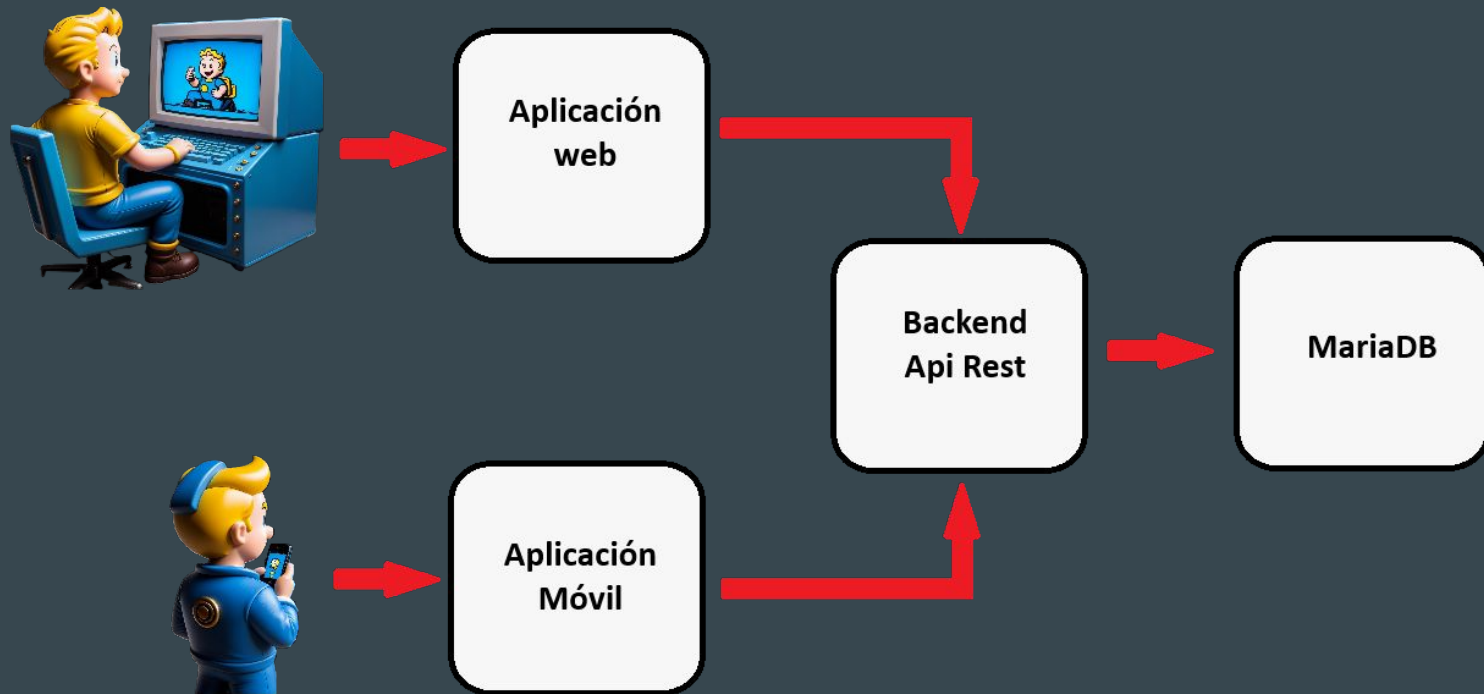 Aplicación
web
Backend
Api Rest
MariaDB
Aplicación
Móvil